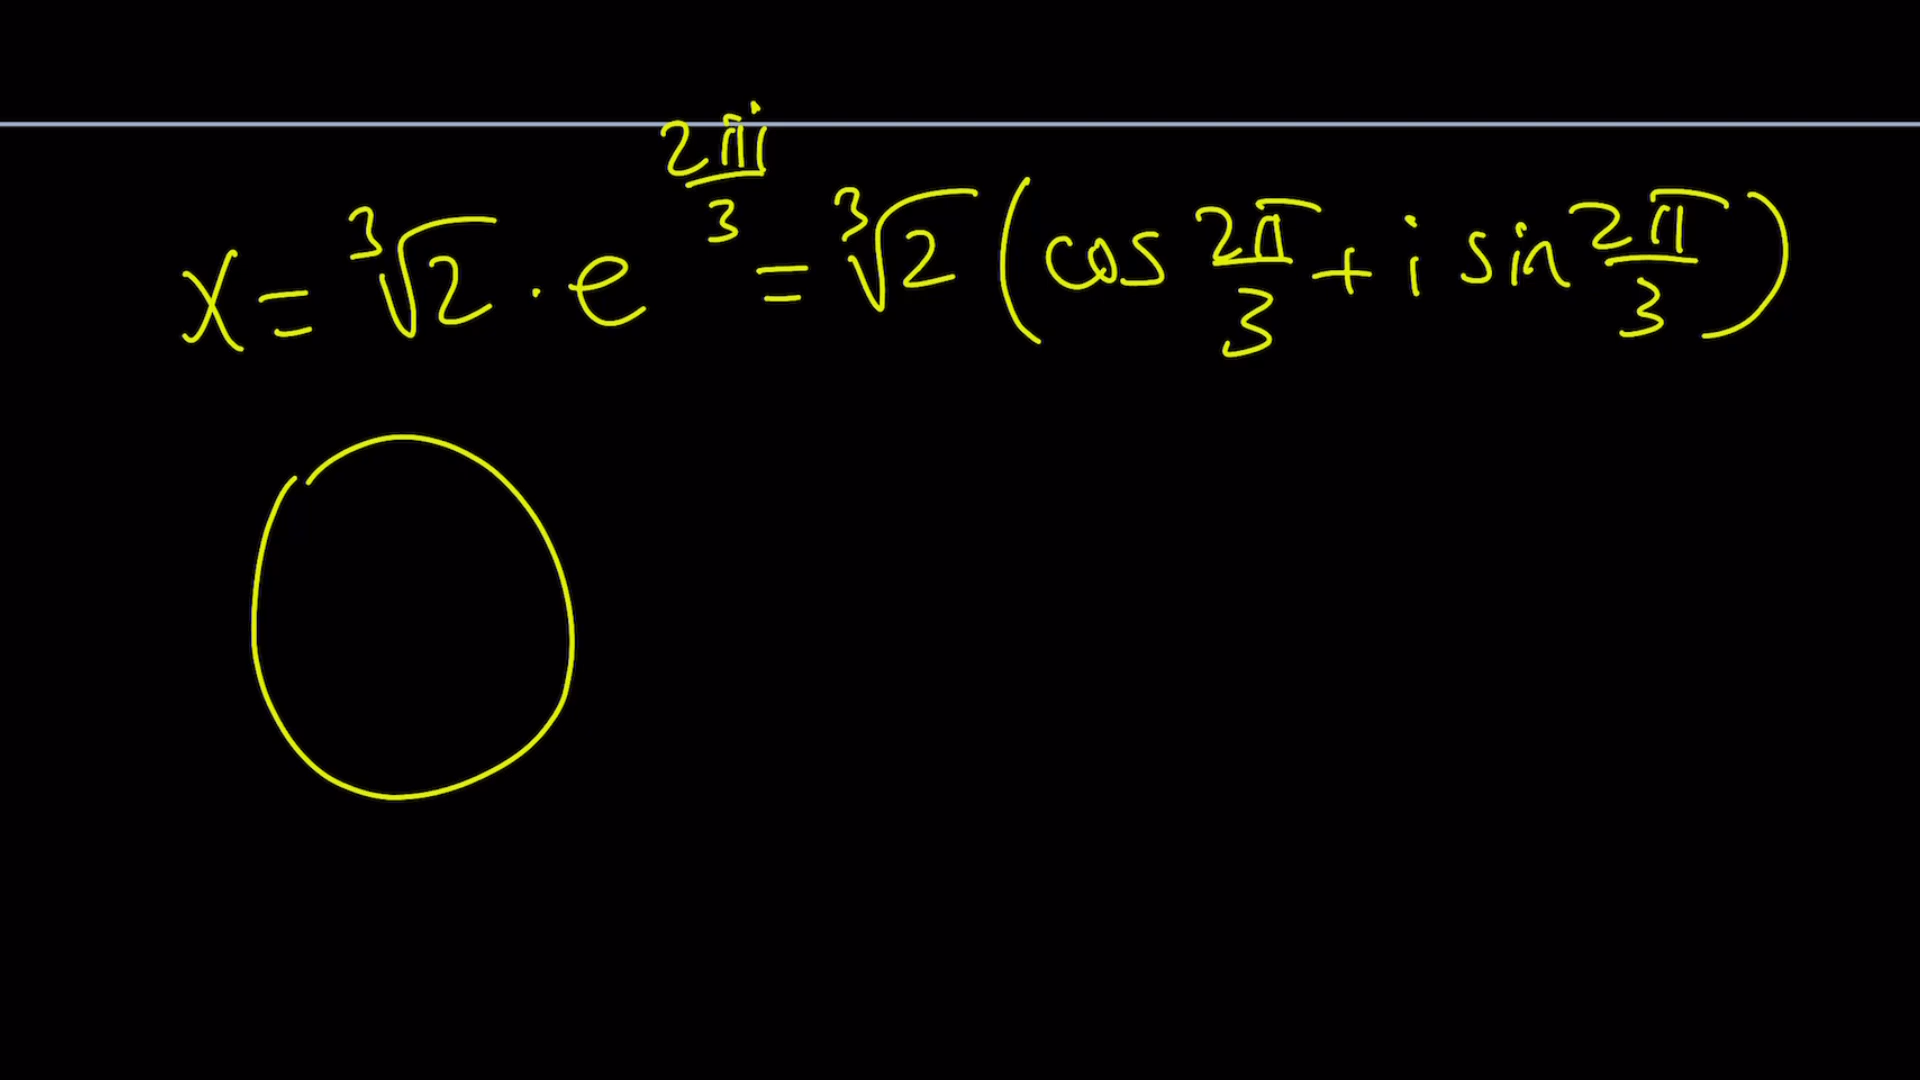 x = ∛2 · e^(2πi/3) = ∛2 (cos 2π/3 + i sin 2π/3)